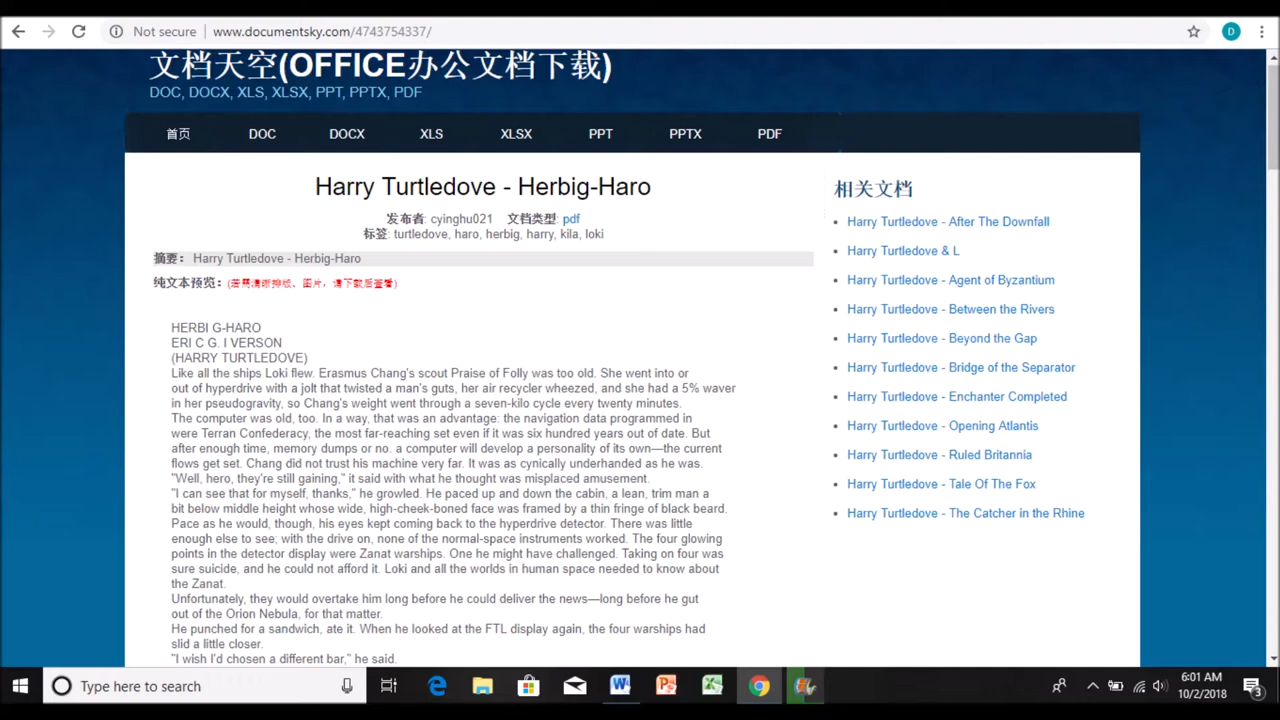 Not secure
www.documentsky.com/4743754337/
D
文档天空(OFFICE办公文档下载)
DOC, DOCX, XLS, XLSX, PPT, PPTX, PDF
首页 DOC DOCX XLS XLSX PPT PPTX PDF
Harry Turtledove - Herbig-Haro
发布者: cyinghu021 文档类型: pdf
标签: turtledove, haro, herbig, harry, kila, loki
摘要： Harry Turtledove - Herbig-Haro
纯文本预览：(若需清晰排版、图片，请下载后查看)
HERBI G-HARO
ERI C G. I VERSON
(HARRY TURTLEDOVE)
Like all the ships Loki flew. Erasmus Chang's scout Praise of Folly was too old. She went into or
out of hyperdrive with a jolt that twisted a man's guts, her air recycler wheezed, and she had a 5% waver
in her pseudogravity, so Chang's weight went through a seven-kilo cycle every twenty minutes.
The computer was old, too. In a way, that was an advantage: the navigation data programmed in
were Terran Confederacy, the most far-reaching set even if it was six hundred years out of date. But
after enough time, memory dumps or no. a computer will develop a personality of its own—the current
flows get set. Chang did not trust his machine very far. It was as cynically underhanded as he was.
"Well, hero, they're still gaining," it said with what he thought was misplaced amusement.
"I can see that for myself, thanks," he growled. He paced up and down the cabin, a lean, trim man a
bit below middle height whose wide, high-cheek-boned face was framed by a thin fringe of black beard.
Pace as he would, though, his eyes kept coming back to the hyperdrive detector. There was little
enough else to see; with the drive on, none of the normal-space instruments worked. The four glowing
points in the detector display were Zanat warships. One he might have challenged. Taking on four was
sure suicide, and he could not afford it. Loki and all the worlds in human space needed to know about
the Zanat.
Unfortunately, they would overtake him long before he could deliver the news—long before he gut
out of the Orion Nebula, for that matter.
He punched for a sandwich, ate it. When he looked at the FTL display again, the four warships had
slid a little closer.
"I wish I'd chosen a different bar," he said.
相关文档
Harry Turtledove - After The Downfall
Harry Turtledove & L
Harry Turtledove - Agent of Byzantium
Harry Turtledove - Between the Rivers
Harry Turtledove - Beyond the Gap
Harry Turtledove - Bridge of the Separator
Harry Turtledove - Enchanter Completed
Harry Turtledove - Opening Atlantis
Harry Turtledove - Ruled Britannia
Harry Turtledove - Tale Of The Fox
Harry Turtledove - The Catcher in the Rhine
Type here to search
6:01 AM
10/2/2018
3